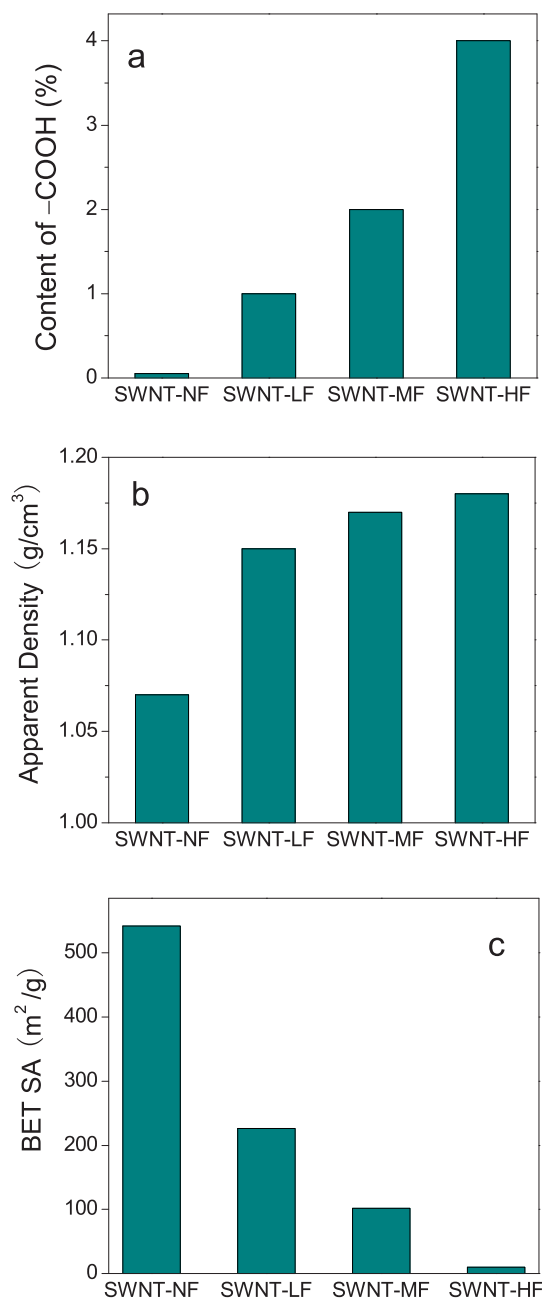 a
Content of –COOH (%)
4
3
2
1
0
SWNT-NF SWNT-LF SWNT-MF SWNT-HF
b
Apparent Density (g/cm³)
1.20
1.15
1.10
1.05
1.00
SWNT-NF SWNT-LF SWNT-MF SWNT-HF
c
BET SA (m²/g)
500
400
300
200
100
0
SWNT-NF SWNT-LF SWNT-MF SWNT-HF